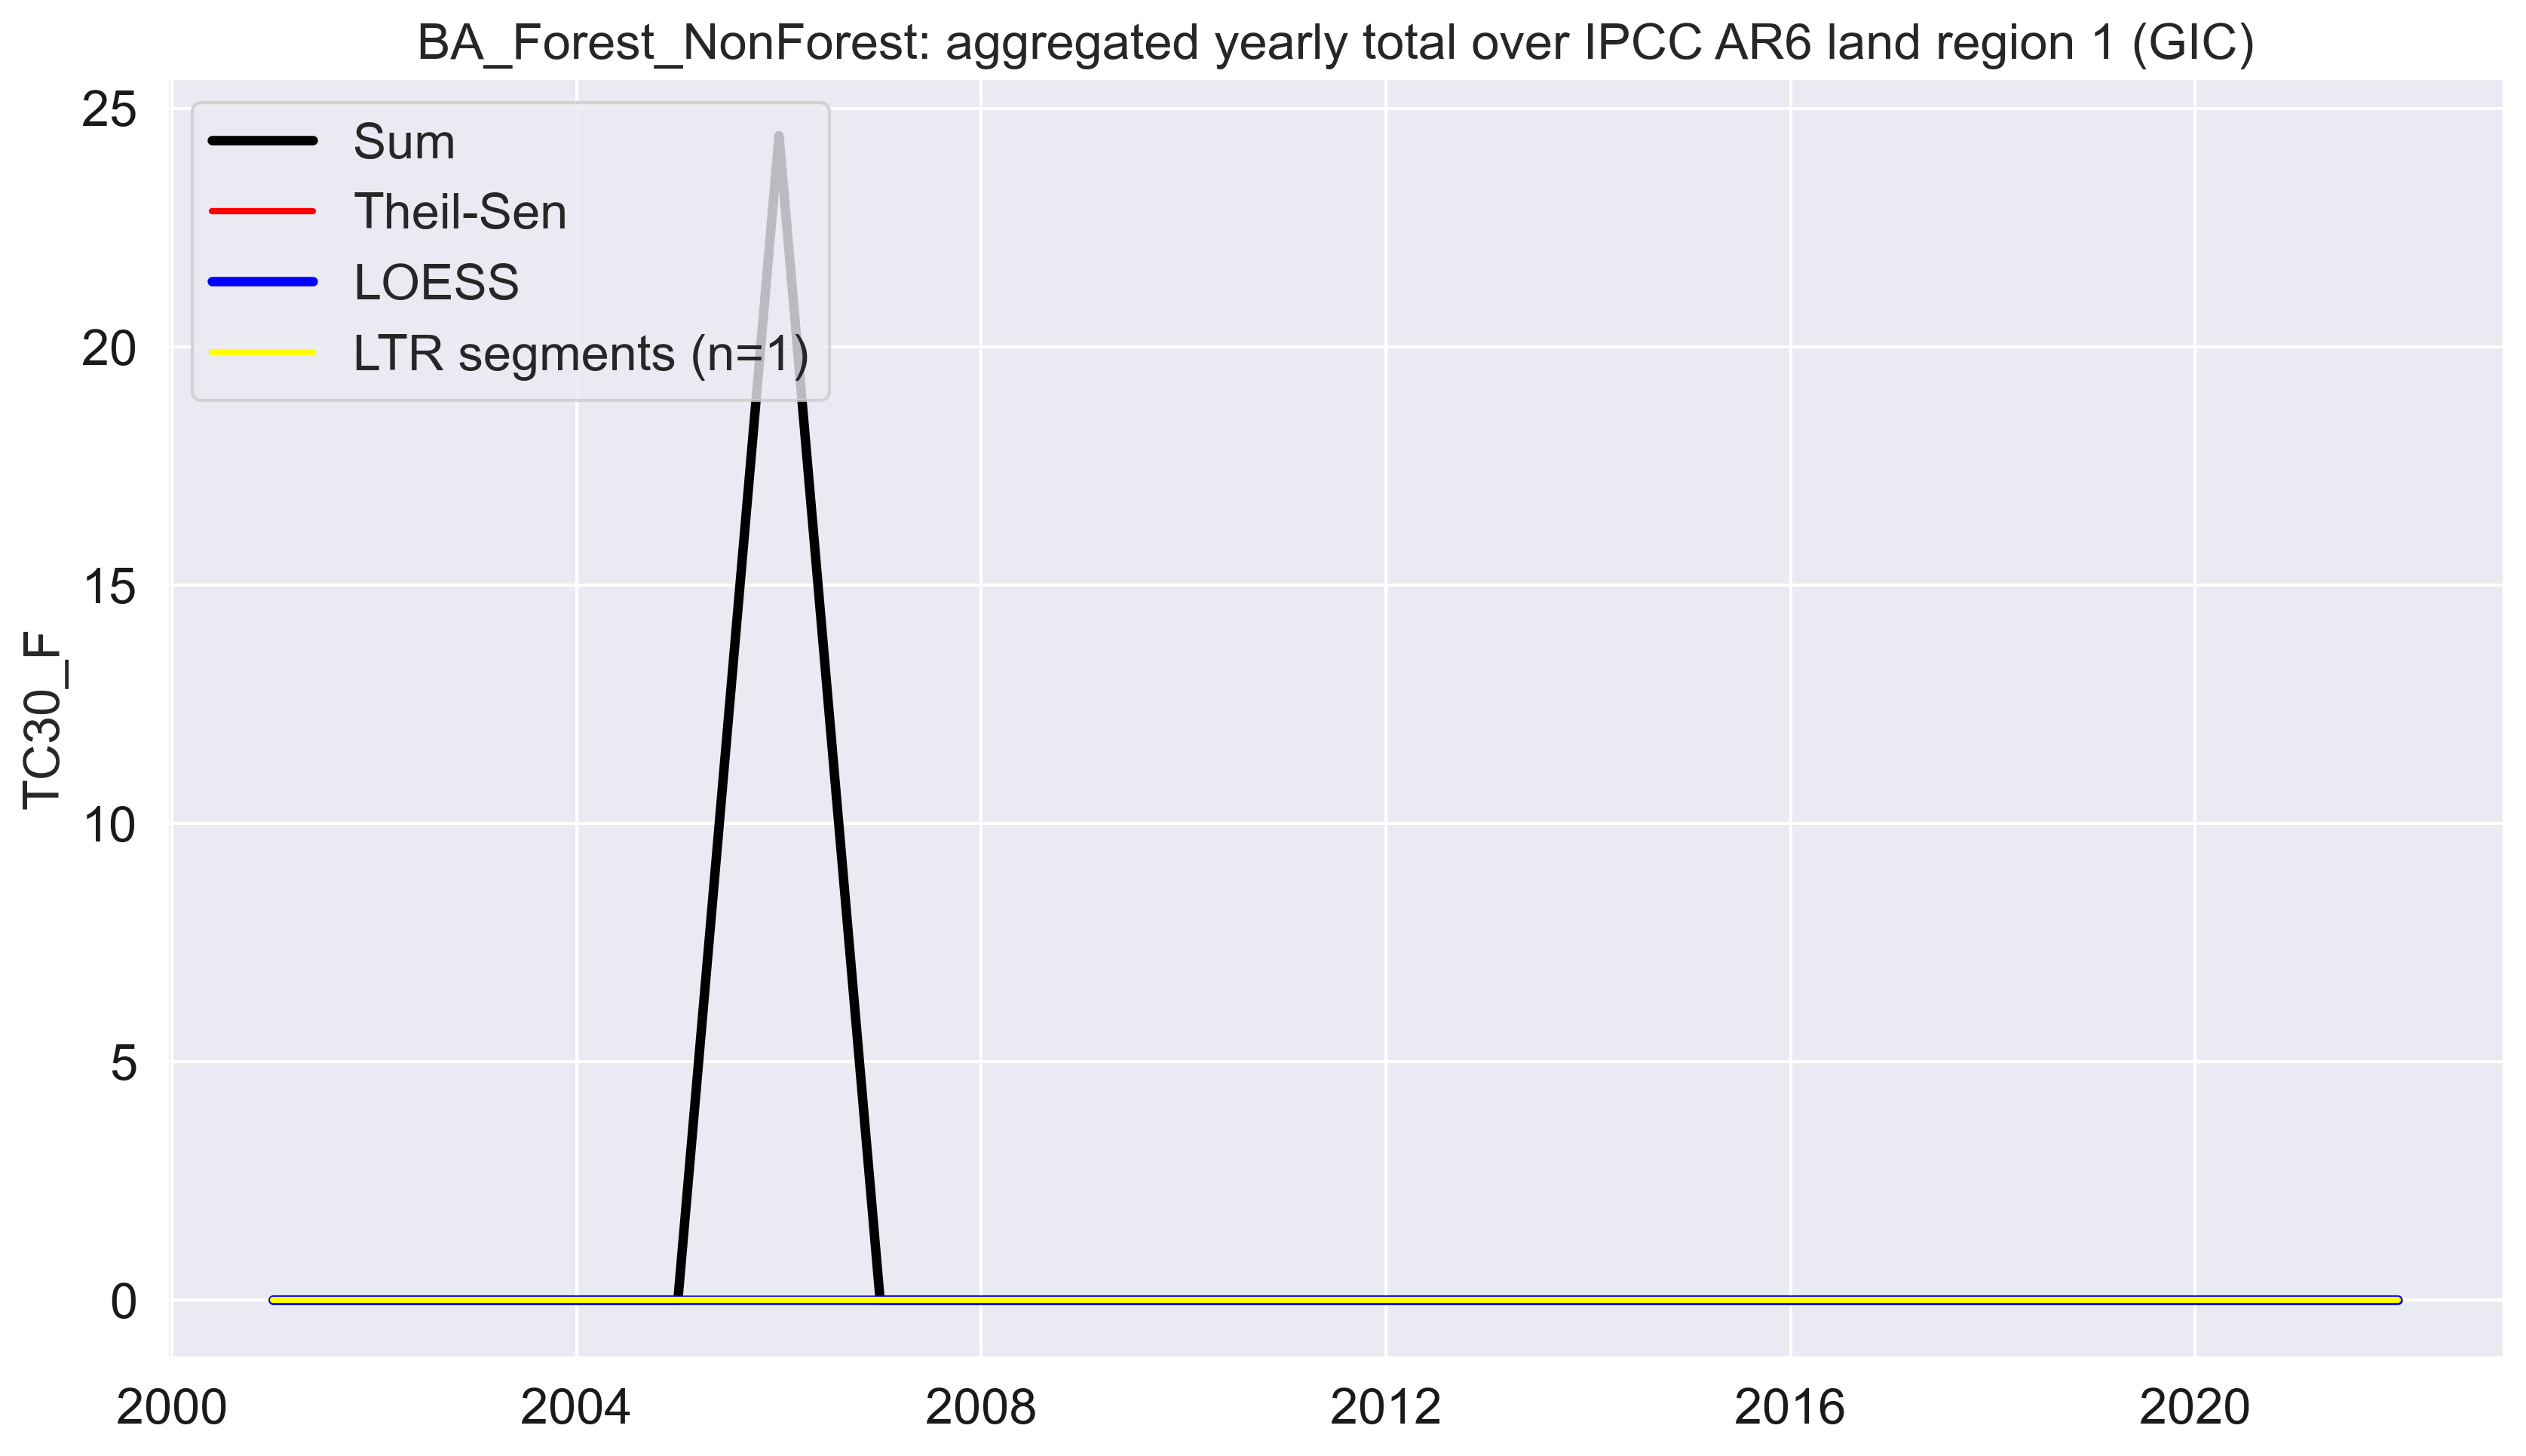 BA_Forest_NonForest: aggregated yearly total over IPCC AR6 land region 1 (GIC)
25
20
15
10
5
0
TC30_F
Sum
Theil-Sen
LOESS
LTR segments (n=1)
2000 2004 2008 2012 2016 2020